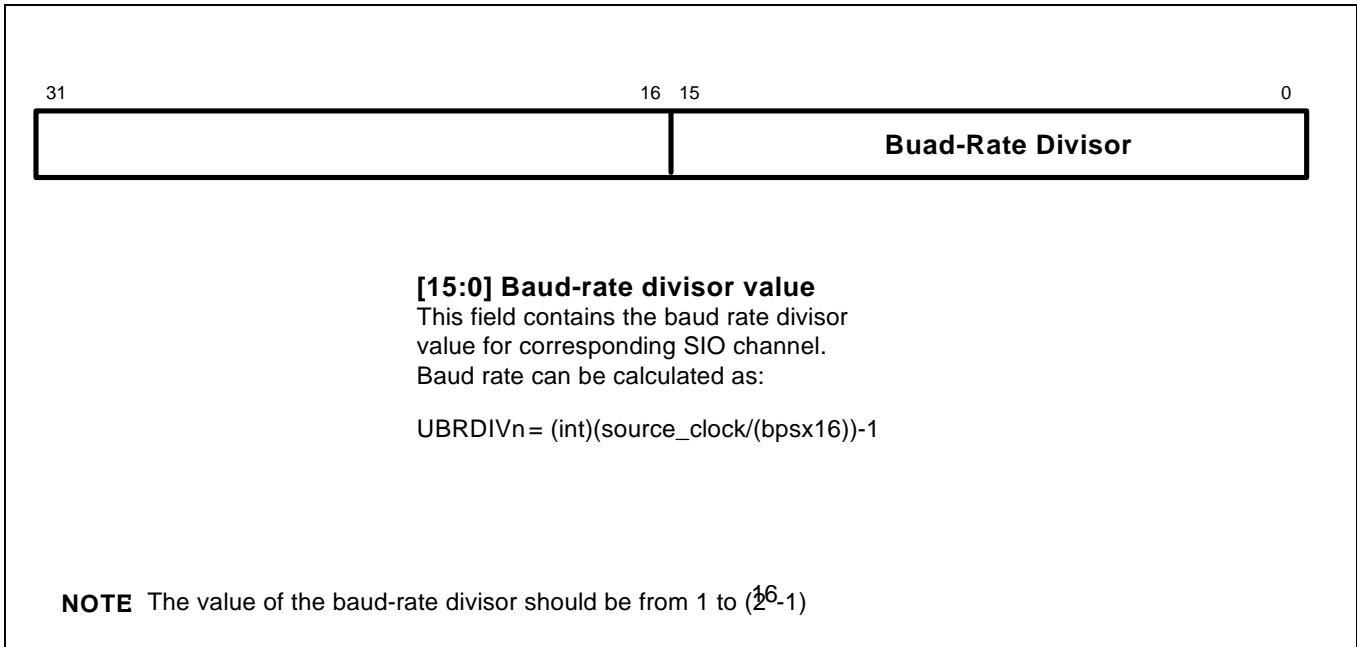 31 16 15 0
Buad-Rate Divisor
[15:0] Baud-rate divisor value
This field contains the baud rate divisor
value for corresponding SIO channel.
Baud rate can be calculated as:
UBRDIVn = (int)(source_clock/(bpsx16))-1
NOTE The value of the baud-rate divisor should be from 1 to (2^16-1)